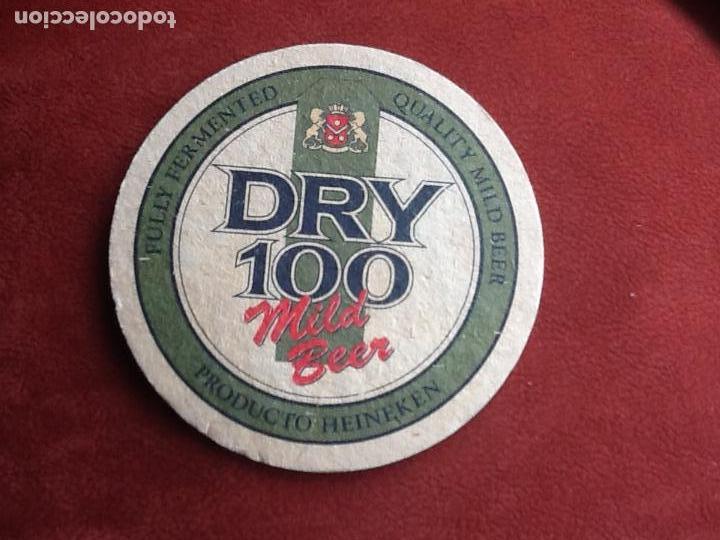 todocoleccion
FULLY FERMENTED
QUALITY MILD BEER
DRY
100
Mild
Beer
PRODUCTO HEINEKEN